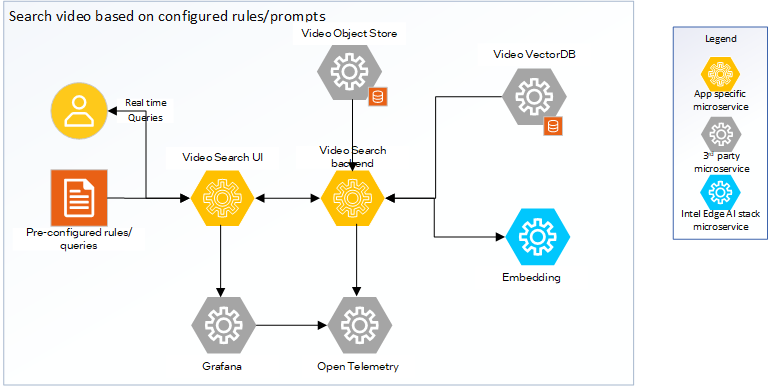 Search video based on configured rules/prompts
Video Object Store
Video VectorDB
Real time
Queries
Video Search UI
Video Search
backend
Pre-configured rules/
queries
Embedding
Grafana
Open Telemetry
Legend
App specific
microservice
3rd party
microservice
Intel Edge AI stack
microservice